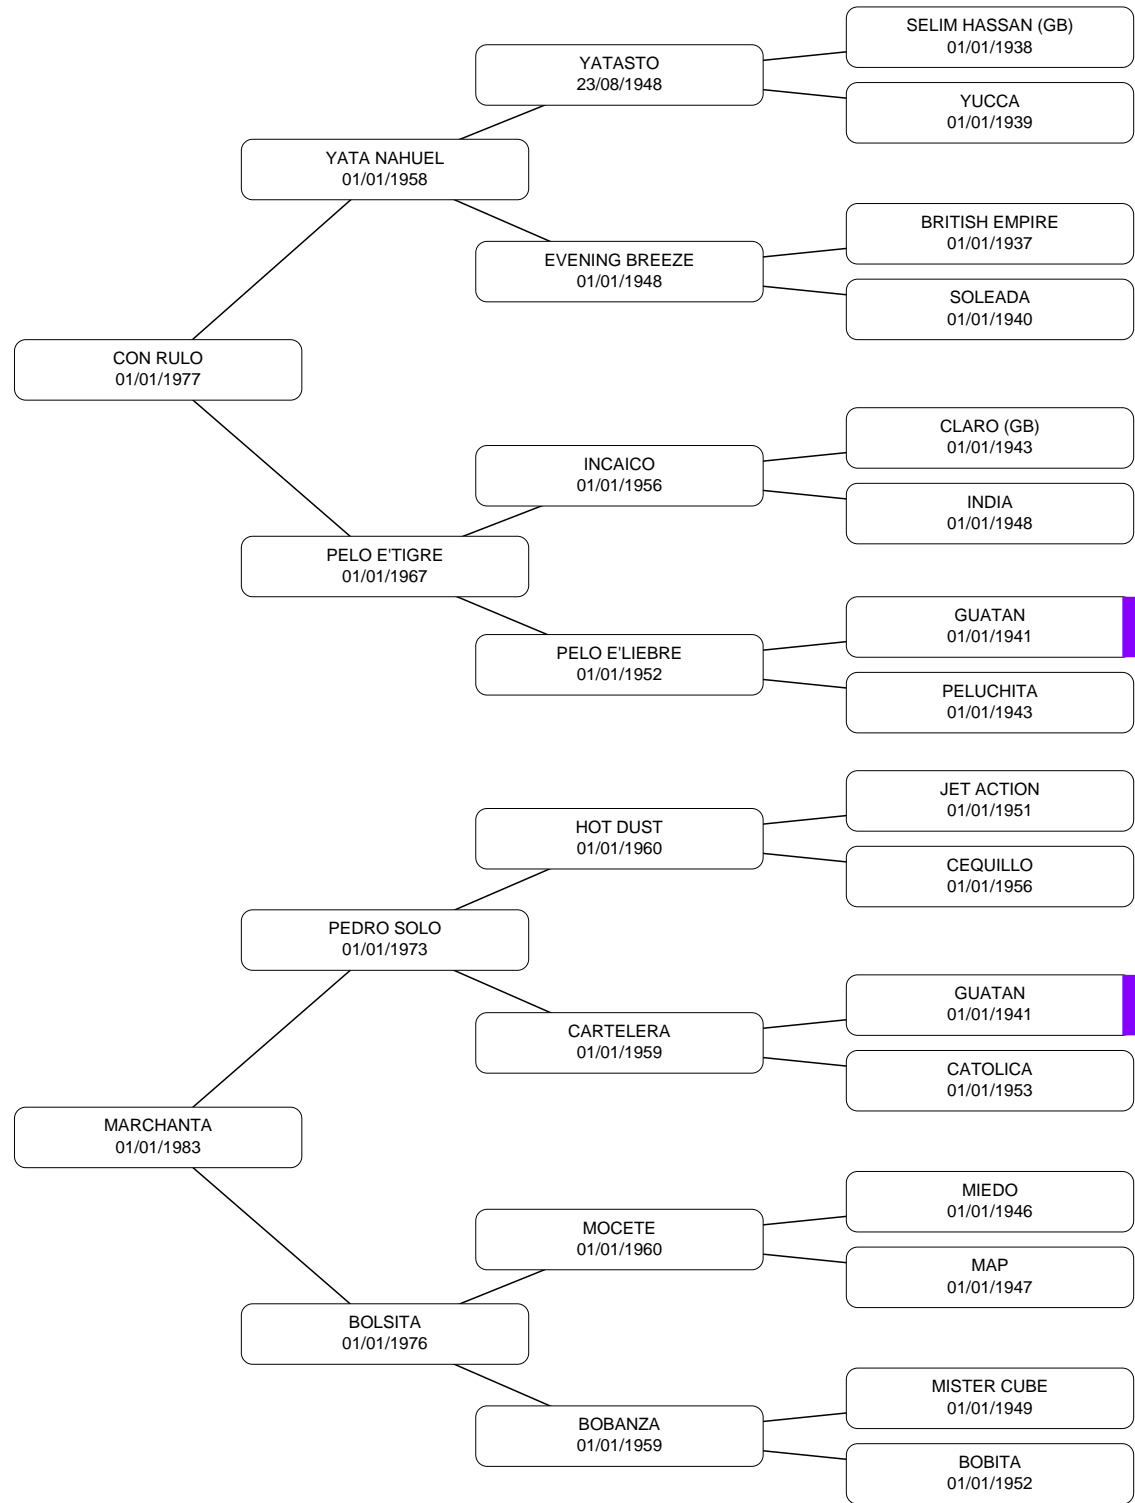 SELIM HASSAN (GB)
01/01/1938
YATASTO
23/08/1948
YUCCA
01/01/1939
YATA NAHUEL
01/01/1958
BRITISH EMPIRE
01/01/1937
EVENING BREEZE
01/01/1948
SOLEADA
01/01/1940
CON RULO
01/01/1977
CLARO (GB)
01/01/1943
INCAICO
01/01/1956
INDIA
01/01/1948
PELO E'TIGRE
01/01/1967
GUATAN
01/01/1941
PELO E'LIEBRE
01/01/1952
PELUCHITA
01/01/1943
JET ACTION
01/01/1951
HOT DUST
01/01/1960
CEQUILLO
01/01/1956
PEDRO SOLO
01/01/1973
GUATAN
01/01/1941
CARTELERA
01/01/1959
CATOLICA
01/01/1953
MARCHANTA
01/01/1983
MIEDO
01/01/1946
MOCETE
01/01/1960
MAP
01/01/1947
BOLSITA
01/01/1976
MISTER CUBE
01/01/1949
BOBANZA
01/01/1959
BOBITA
01/01/1952